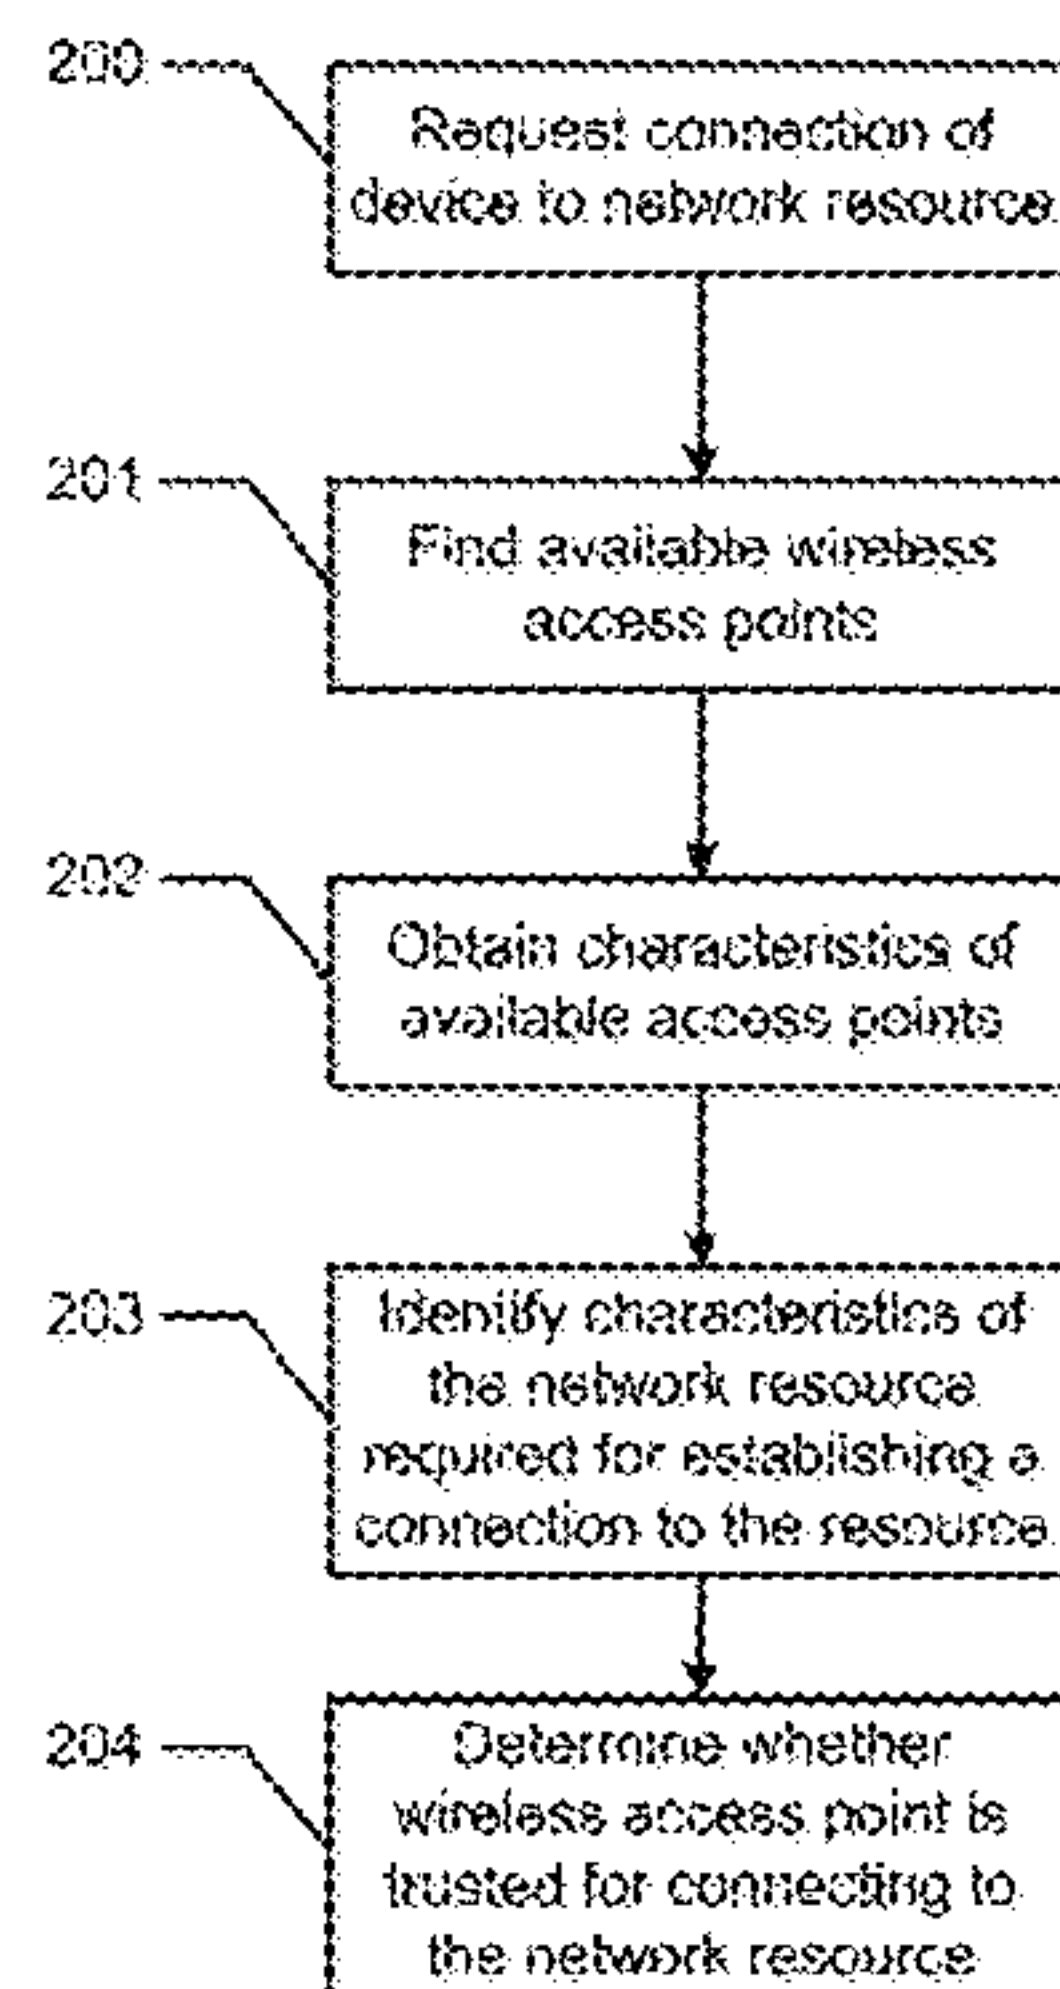 200
Request connection of
device to network resource
201
Find available wireless
access points
202
Obtain characteristics of
available access points
203
Identify characteristics of
the network resource
required for establishing a
connection to the resource
204
Determine whether
wireless access point is
trusted for connecting to
the network resource